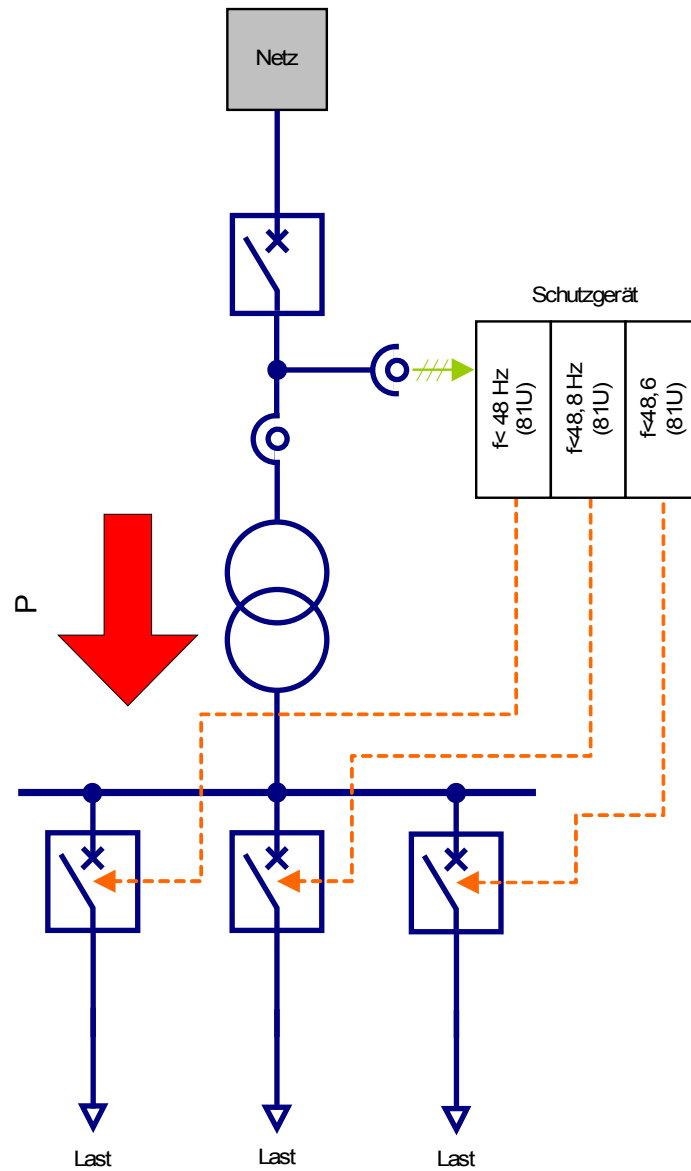 Netz
Schutzgerät
f< 48 Hz
(81U)
f<48,8 Hz
(81U)
f<48,6
(81U)
P
Last
Last
Last